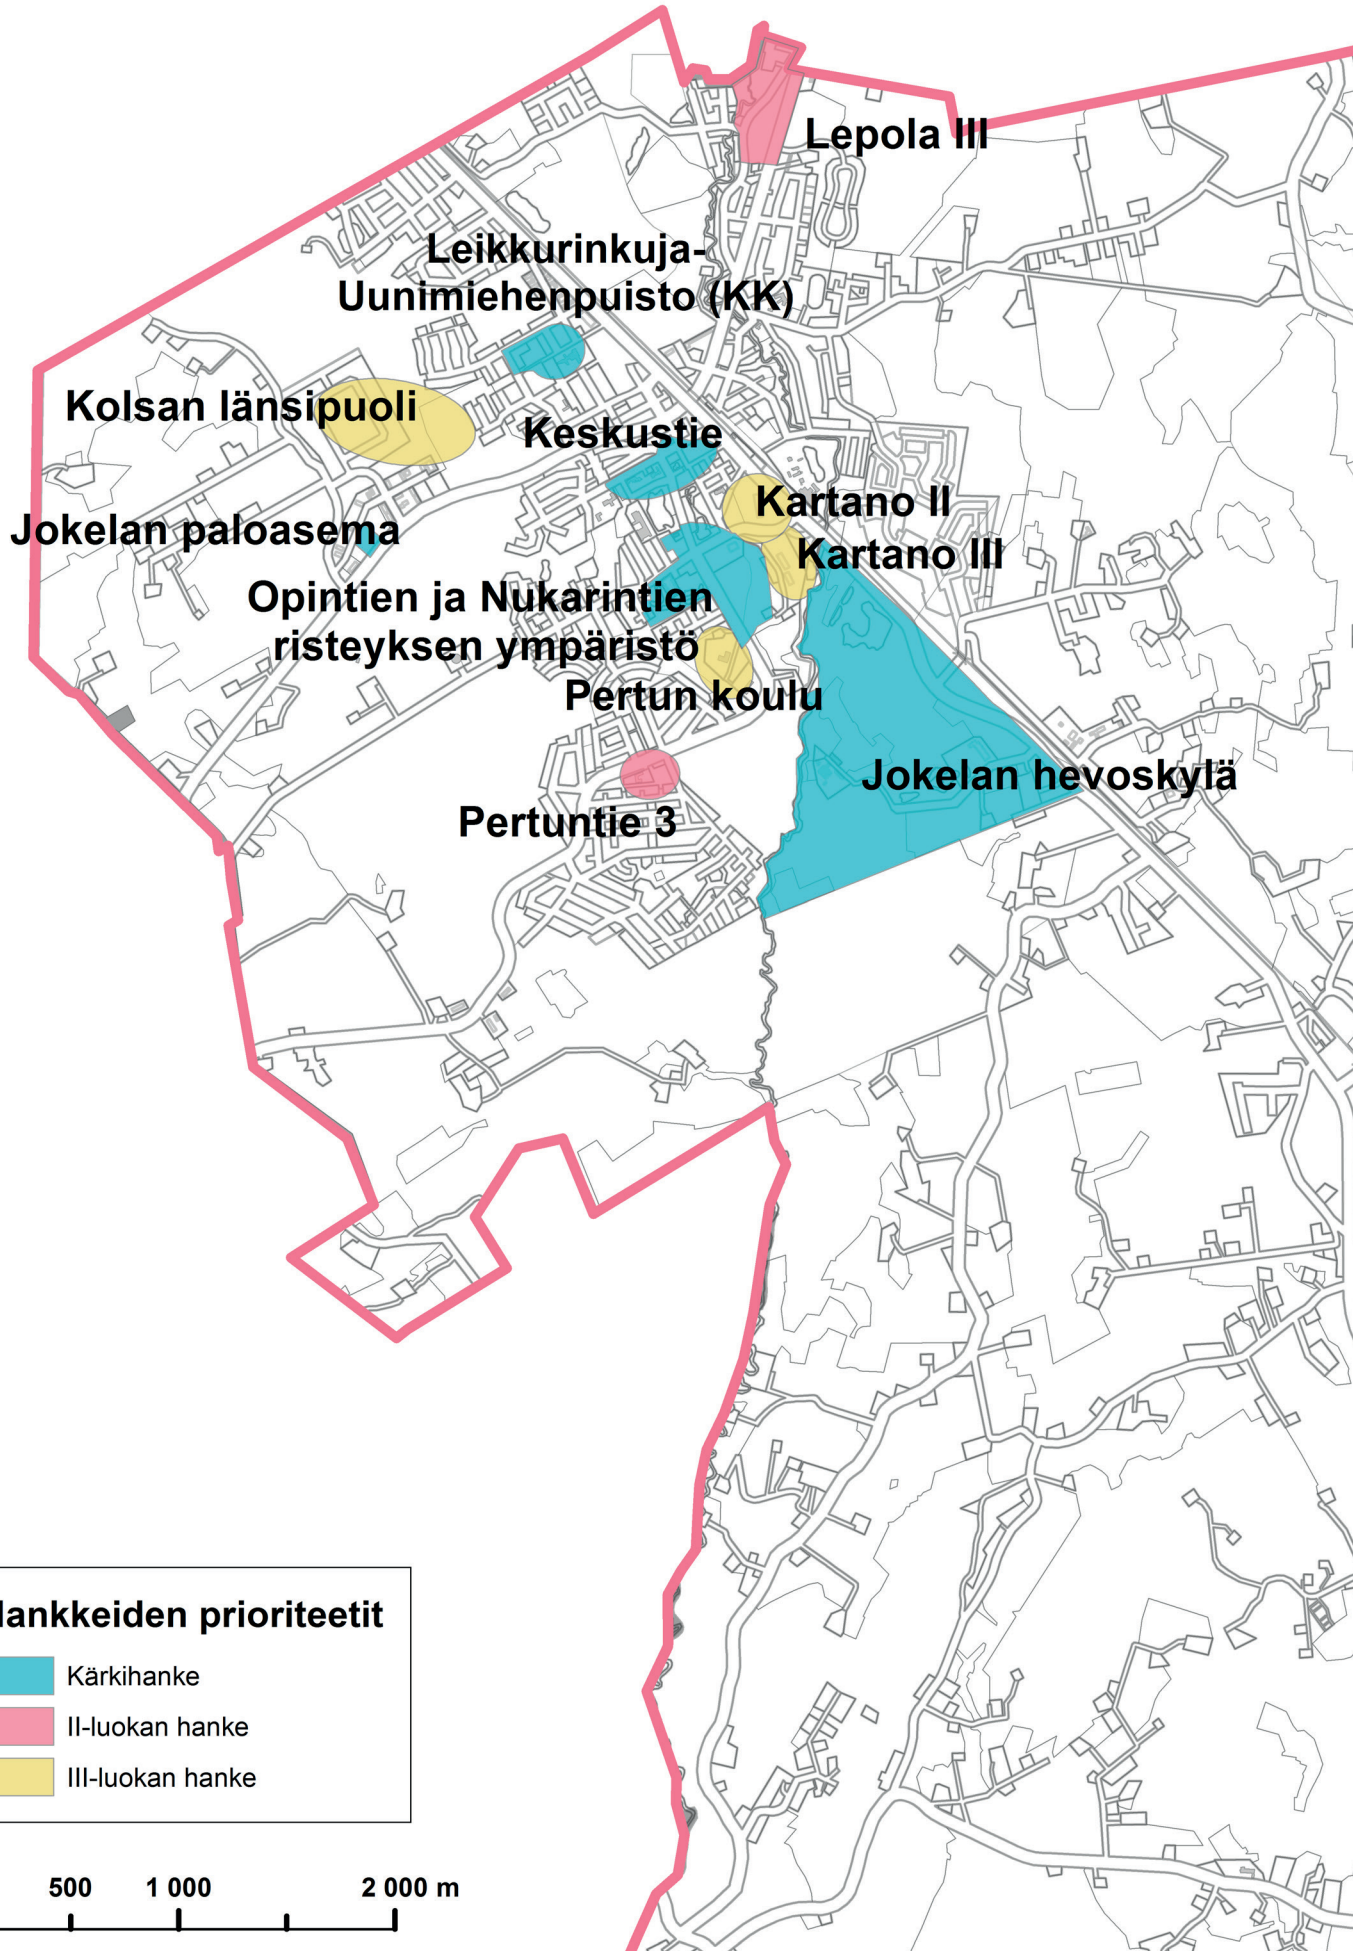 Lepola III
Leikkurinkuja-
Uunimiehenpuisto (KK)
Kolsan länsipuoli
Keskustie
Kartano II
Jokelan paloasema
Kartano III
Opintien ja Nukarintien
risteyksen ympäristö
Pertun koulu
Jokelan hevoskylä
Pertuntie 3
lankkeiden prioriteetit
Kärkihanke
II-luokan hanke
III-luokan hanke
500 1 000 2 000 m